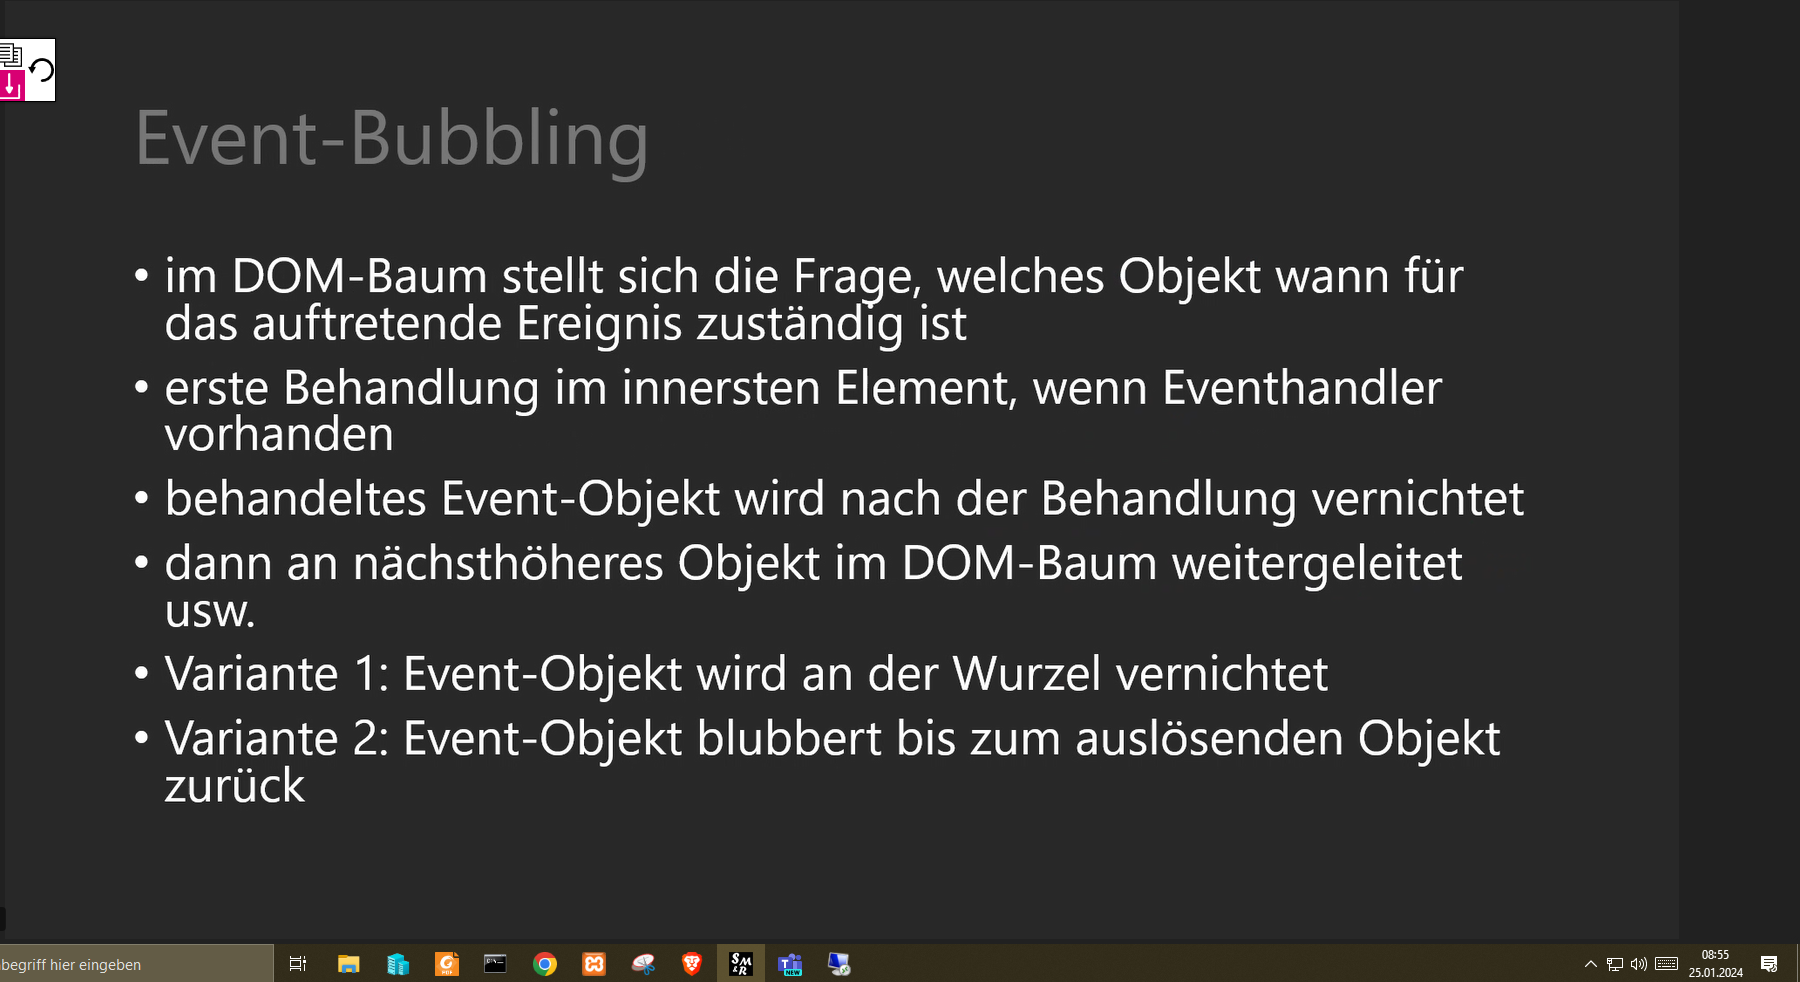 Event-Bubbling
• im DOM-Baum stellt sich die Frage, welches Objekt wann für
das auftretende Ereignis zuständig ist
• erste Behandlung im innersten Element, wenn Eventhandler
vorhanden
• behandeltes Event-Objekt wird nach der Behandlung vernichtet
• dann an nächsthöheres Objekt im DOM-Baum weitergeleitet
usw.
• Variante 1: Event-Objekt wird an der Wurzel vernichtet
• Variante 2: Event-Objekt blubbert bis zum auslösenden Objekt
zurück
begriff hier eingeben
PDF
C:\_
SM
&R
T
NEW
08:55
25.01.2024